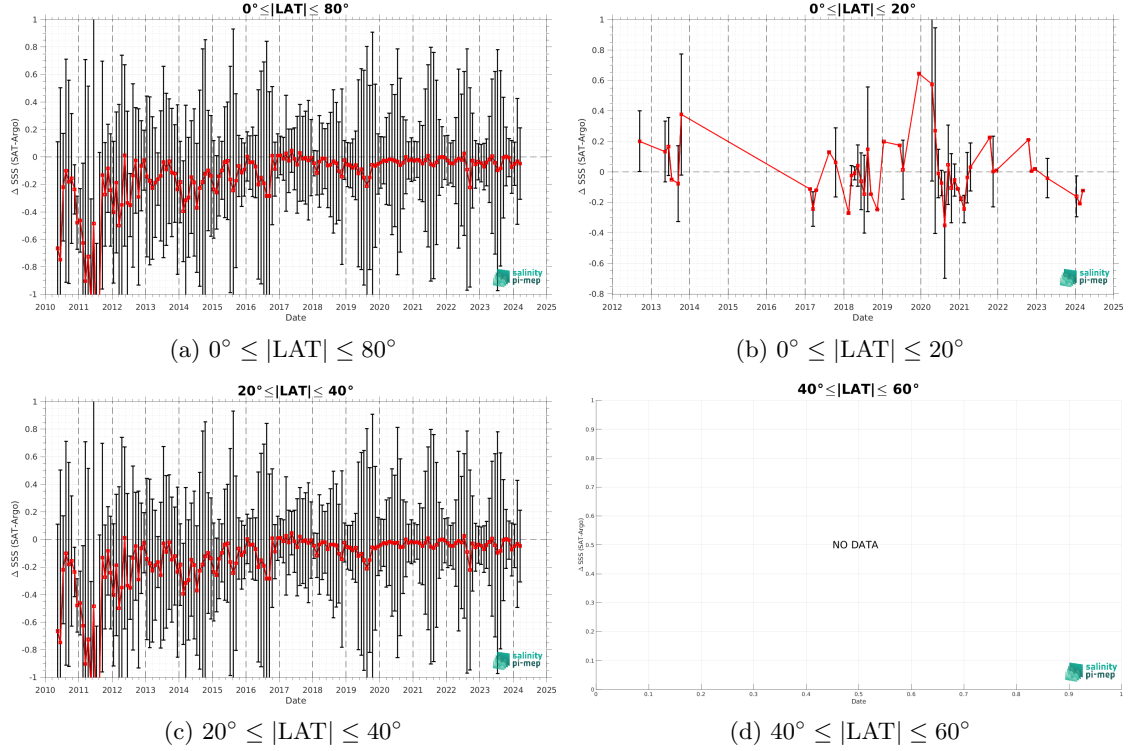 0°≤|LAT|≤ 80°
Δ SSS (SAT-Argo)
1
0.8
0.6
0.4
0.2
0
-0.2
-0.4
-0.6
-0.8
-1
2010 2011 2012 2013 2014 2015 2016 2017 2018 2019 2020 2021 2022 2023 2024 2025
Date
salinity
pi-mep
(a) 0° ≤ |LAT| ≤ 80°
0°≤|LAT|≤ 20°
Δ SSS (SAT-Argo)
1
0.8
0.6
0.4
0.2
0
-0.2
-0.4
-0.6
-0.8
2012 2013 2014 2015 2016 2017 2018 2019 2020 2021 2022 2023 2024 2025
Date
salinity
pi-mep
(b) 0° ≤ |LAT| ≤ 20°
20°≤|LAT|≤ 40°
Δ SSS (SAT-Argo)
1
0.8
0.6
0.4
0.2
0
-0.2
-0.4
-0.6
-0.8
-1
2010 2011 2012 2013 2014 2015 2016 2017 2018 2019 2020 2021 2022 2023 2024 2025
Date
salinity
pi-mep
(c) 20° ≤ |LAT| ≤ 40°
40°≤|LAT|≤ 60°
Δ SSS (SAT-Argo)
1
0.9
0.8
0.7
0.6
0.5
0.4
0.3
0.2
0.1
0
NO DATA
0 0.1 0.2 0.3 0.4 0.5 0.6 0.7 0.8 0.9 1
Date
salinity
pi-mep
(d) 40° ≤ |LAT| ≤ 60°